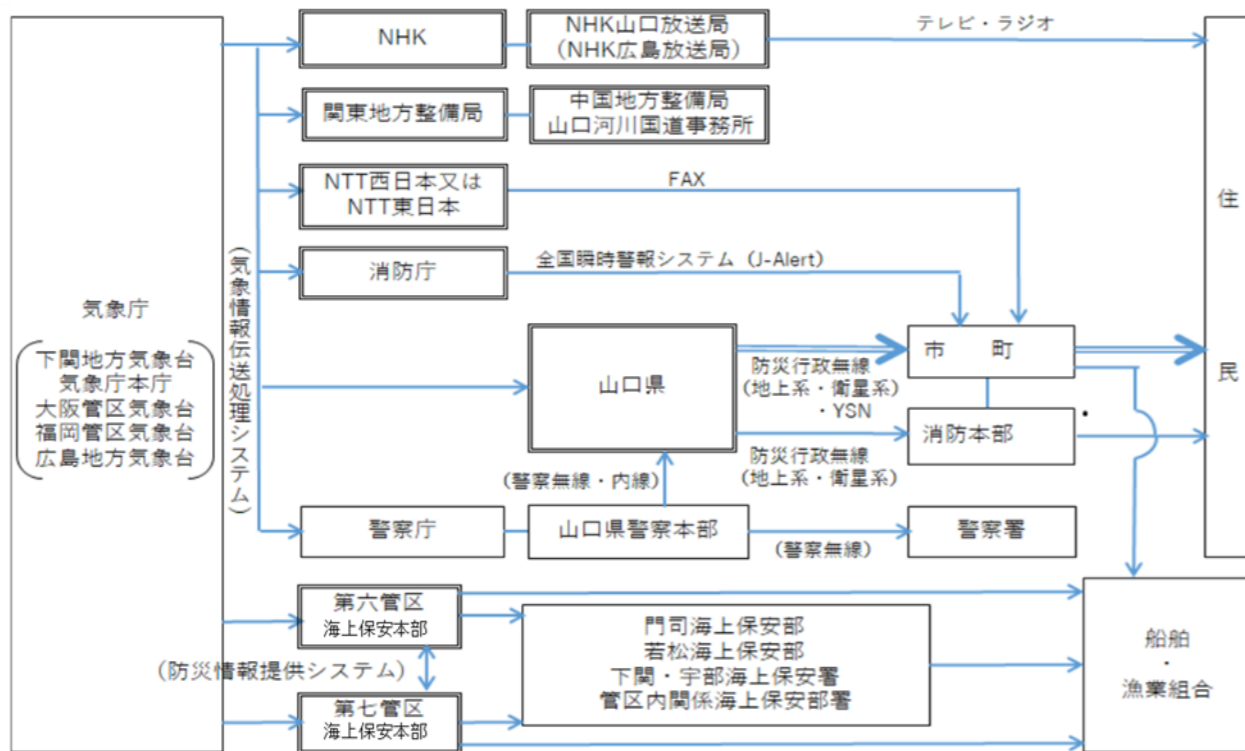 NHK
NHK山口放送局
(NHK広島放送局)
テレビ・ラジオ
関東地方整備局
中国地方整備局
山口河川国道事務所
NTT西日本又は
NTT東日本
FAX
消防庁
全国瞬時警報システム（J-Alert）
住
民
気象庁
下関地方気象台
気象庁本庁
大阪管区気象台
福岡管区気象台
広島地方気象台
(気象情報伝送処理システム)
山口県
防災行政無線
(地上系・衛星系)
・YSN
市　町
消防本部
防災行政無線
(地上系・衛星系)
(警察無線・内線)
警察庁
山口県警察本部
(警察無線)
警察署
第六管区
海上保安本部
(防災情報提供システム)
第七管区
海上保安本部
門司海上保安部
若松海上保安部
下関・宇部海上保安署
管区内関係海上保安部署
船舶
・
漁業組合